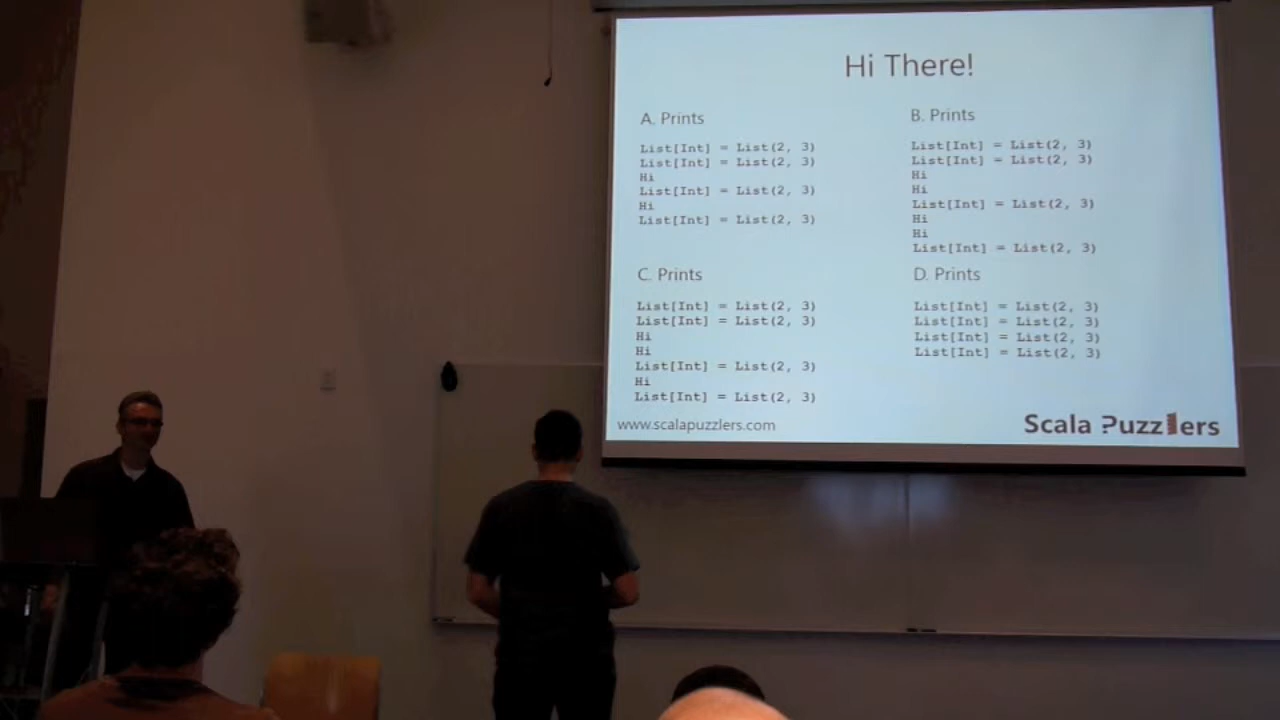 Hi There!
A. Prints
List[Int] = List(2, 3)
List[Int] = List(2, 3)
Hi
List[Int] = List(2, 3)
Hi
List[Int] = List(2, 3)
B. Prints
List[Int] = List(2, 3)
List[Int] = List(2, 3)
Hi
Hi
List[Int] = List(2, 3)
Hi
Hi
List[Int] = List(2, 3)
C. Prints
List[Int] = List(2, 3)
List[Int] = List(2, 3)
Hi
Hi
List[Int] = List(2, 3)
Hi
List[Int] = List(2, 3)
D. Prints
List[Int] = List(2, 3)
List[Int] = List(2, 3)
List[Int] = List(2, 3)
List[Int] = List(2, 3)
www.scalapuzzlers.com
Scala Puzzlers